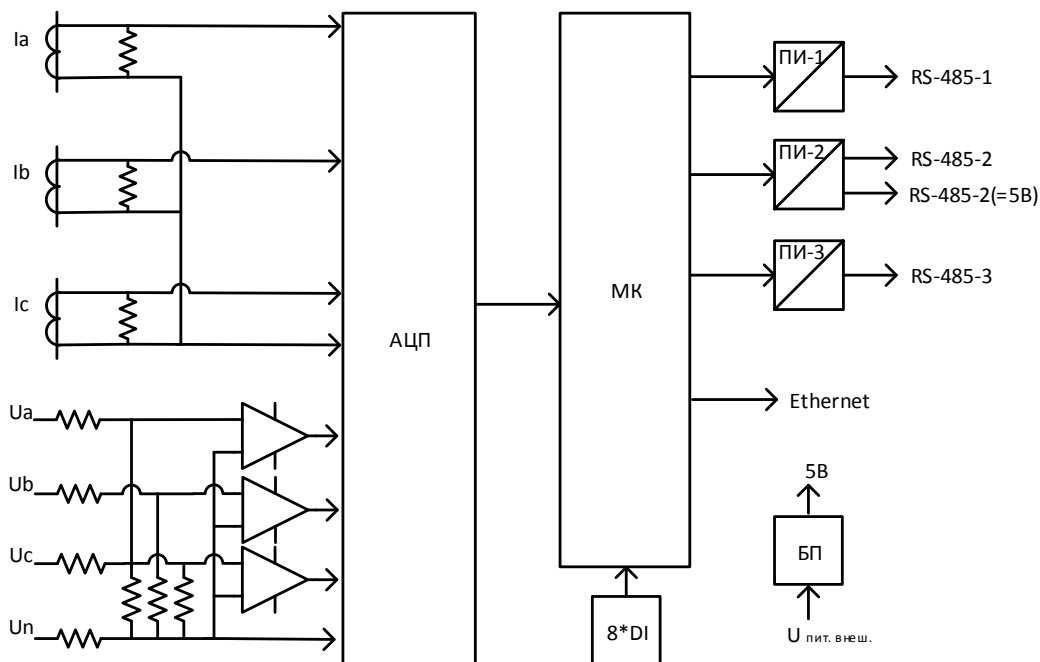 Ia
Ib
Ic
Ua
Ub
Uc
Un
АЦП
МК
8*DI
ПИ-1
RS-485-1
ПИ-2
RS-485-2
RS-485-2(=5В)
ПИ-3
RS-485-3
Ethernet
5В
БП
U пит. внеш.